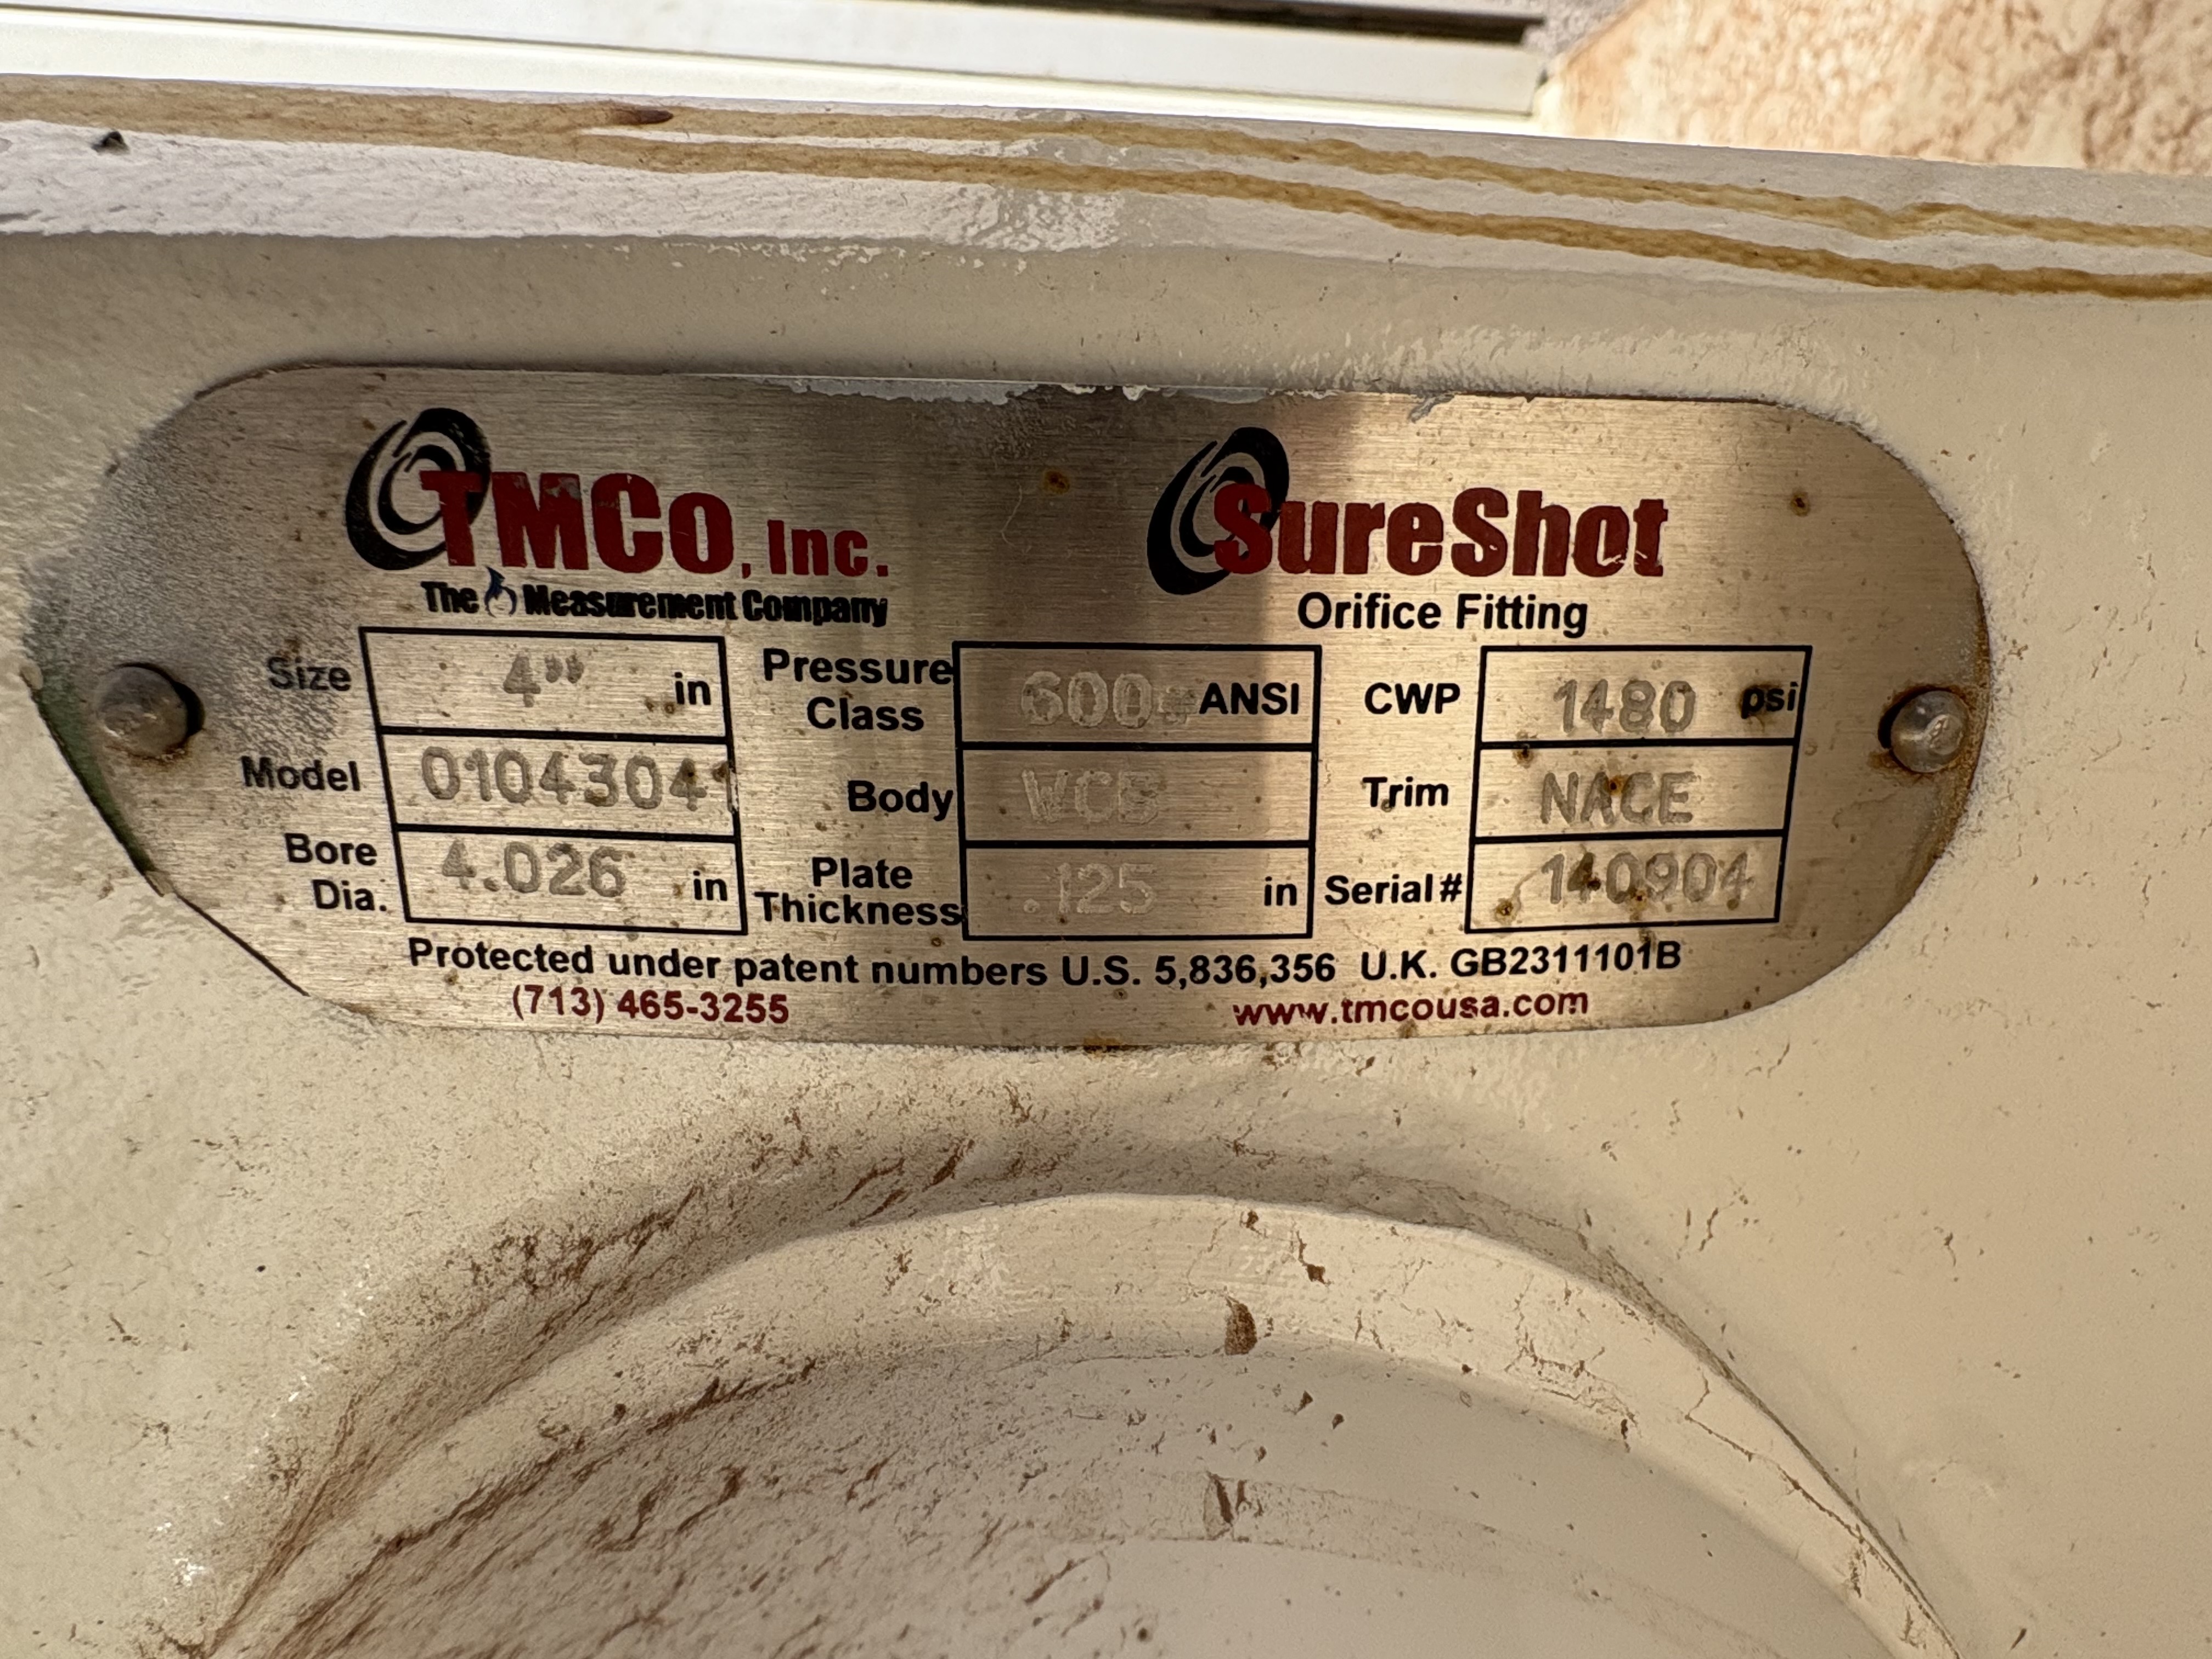 TMCo, Inc.
The Measurement Company
SureShot
Orifice Fitting
Size 4" in
Pressure Class 600# ANSI
CWP 1480 psi
Model 01043041
Body WCB
Trim NACE
Bore Dia. 4.026 in
Plate Thickness .125 in
Serial# 140904
Protected under patent numbers U.S. 5,836,356 U.K. GB2311101B
(713) 465-3255
www.tmcousa.com